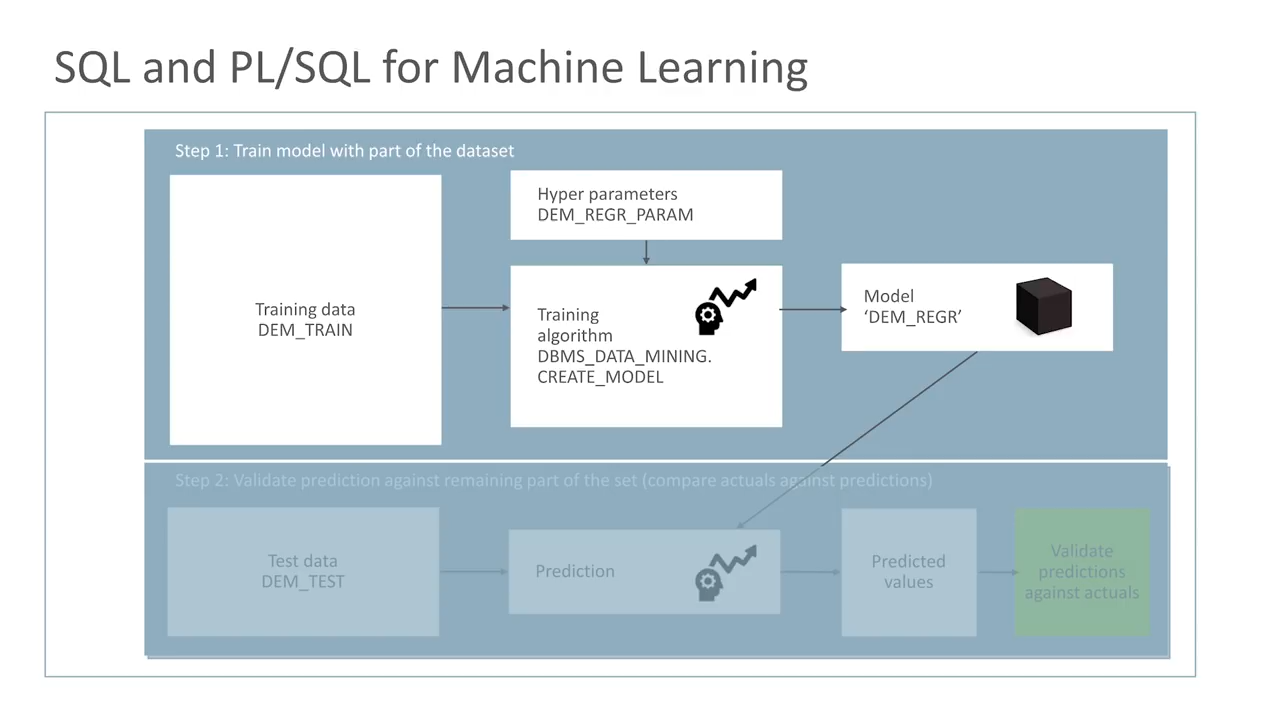 SQL and PL/SQL for Machine Learning
Step 1: Train model with part of the dataset
Training data
DEM_TRAIN
Hyper parameters
DEM_REGR_PARAM
Training
algorithm
DBMS_DATA_MINING.
CREATE_MODEL
Model
‘DEM_REGR’
Step 2: Validate prediction against remaining part of the set (compare actuals against predictions)
Test data
DEM_TEST
Prediction
Predicted
values
Validate
predictions
against actuals